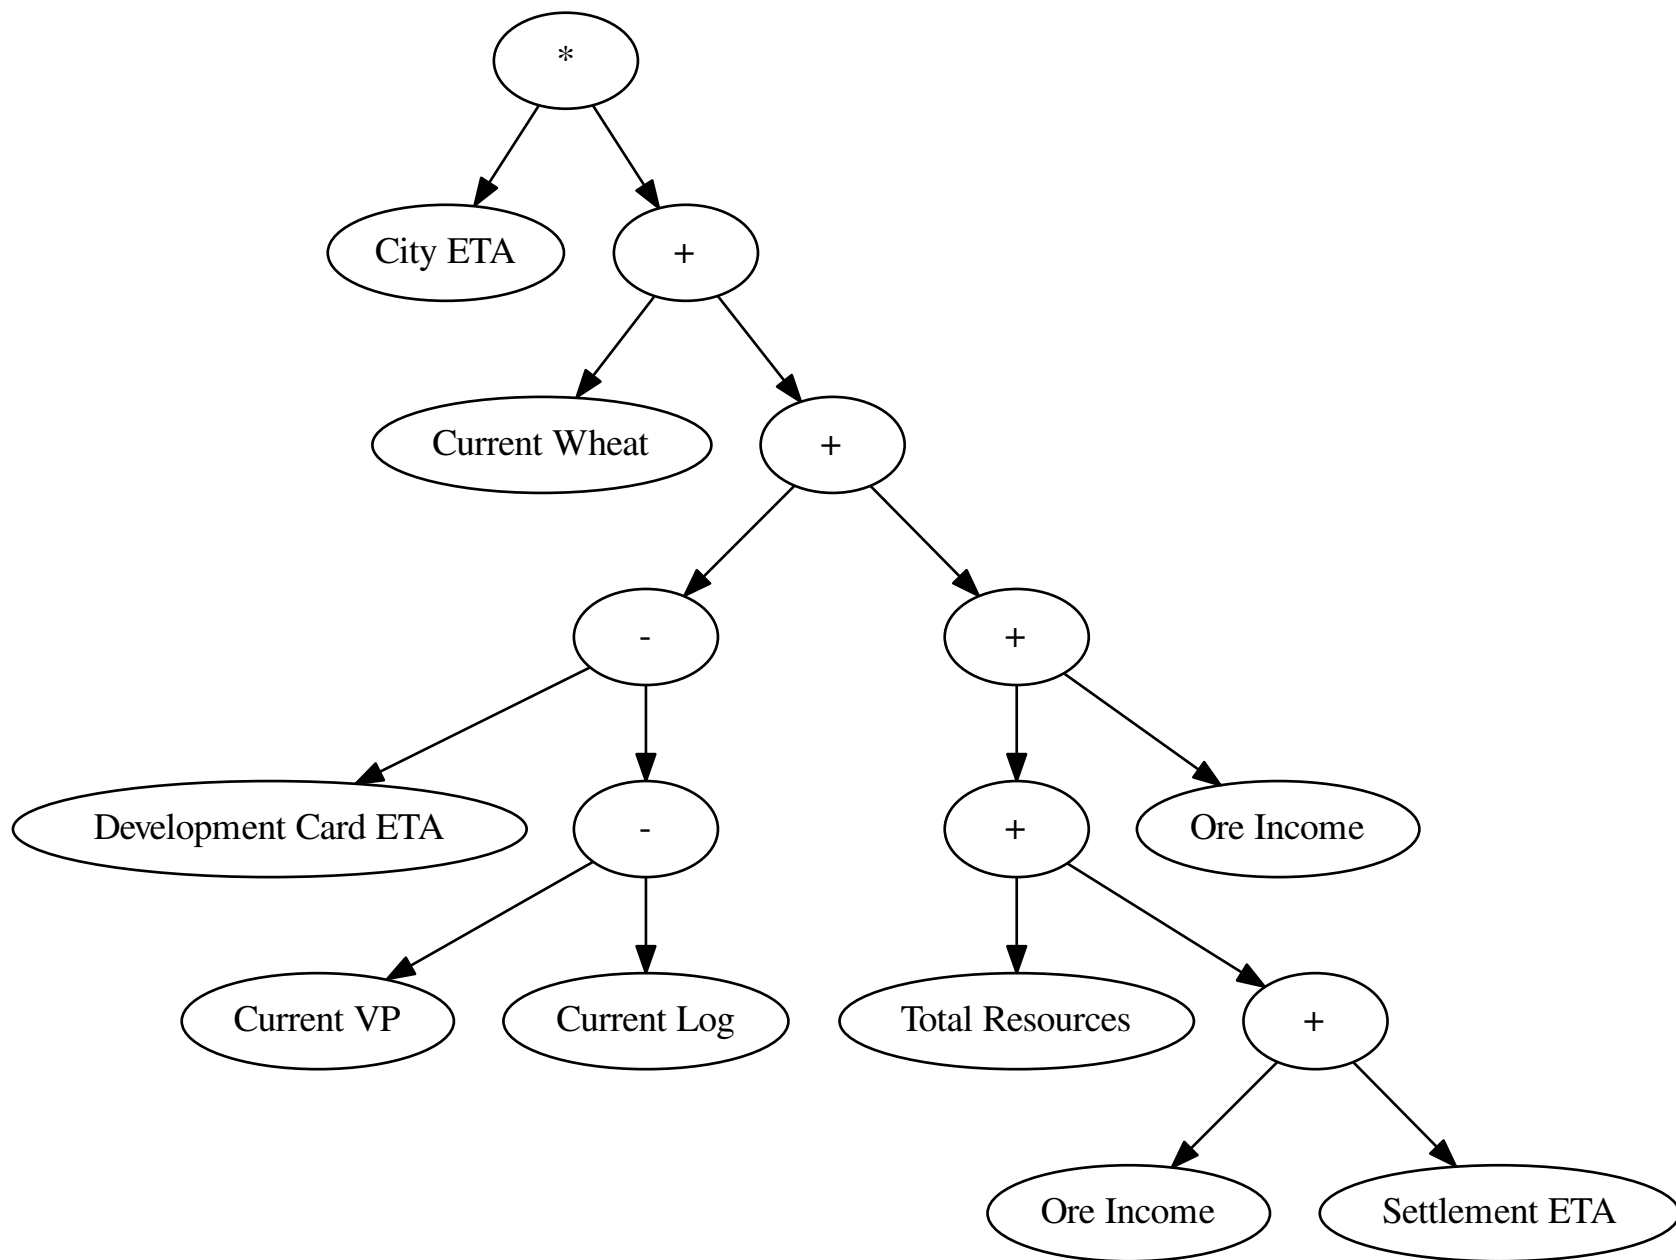 *
City ETA
+
Current Wheat
+
-
+
Development Card ETA
-
+
Ore Income
Current VP
Current Log
Total Resources
+
Ore Income
Settlement ETA